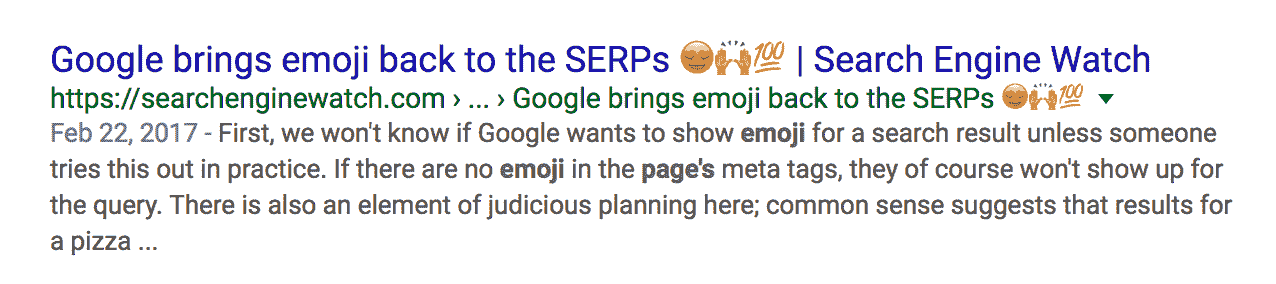 Google brings emoji back to the SERPs 😌🙌💯 | Search Engine Watch
https://searchenginewatch.com › ... › Google brings emoji back to the SERPs 😌🙌💯 ▼
Feb 22, 2017 - First, we won't know if Google wants to show emoji for a search result unless someone
tries this out in practice. If there are no emoji in the page's meta tags, they of course won't show up for
the query. There is also an element of judicious planning here; common sense suggests that results for
a pizza ...